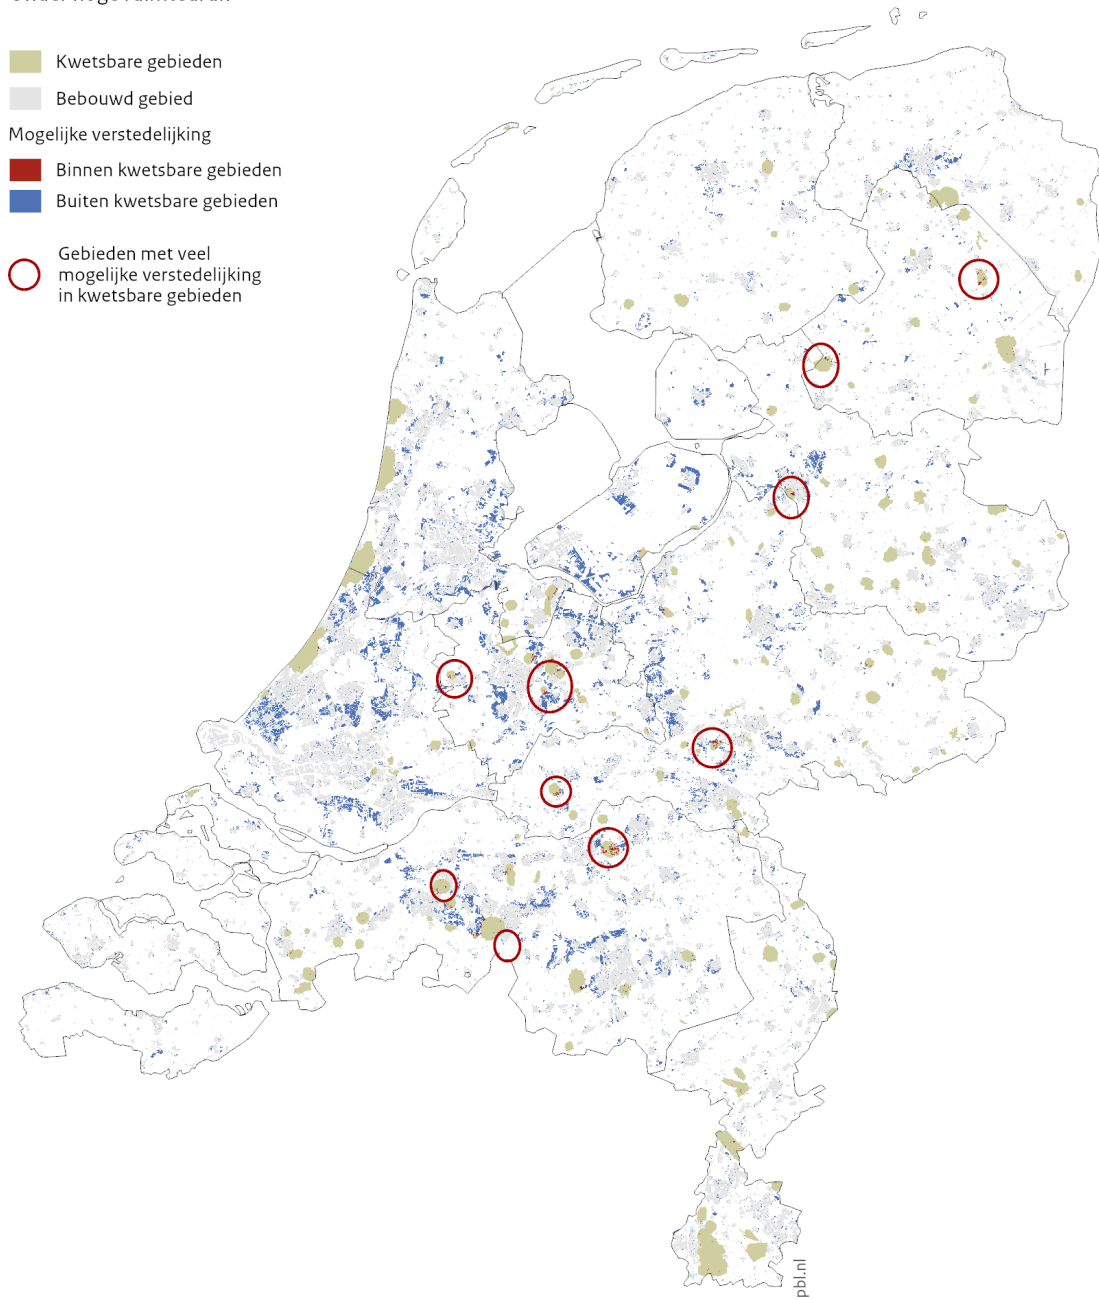 Kwetsbare gebieden
Bebouwd gebied
Mogelijke verstedelijking
Binnen kwetsbare gebieden
Buiten kwetsbare gebieden
Gebieden met veel
mogelijke verstedelijking
in kwetsbare gebieden
pbl.nl